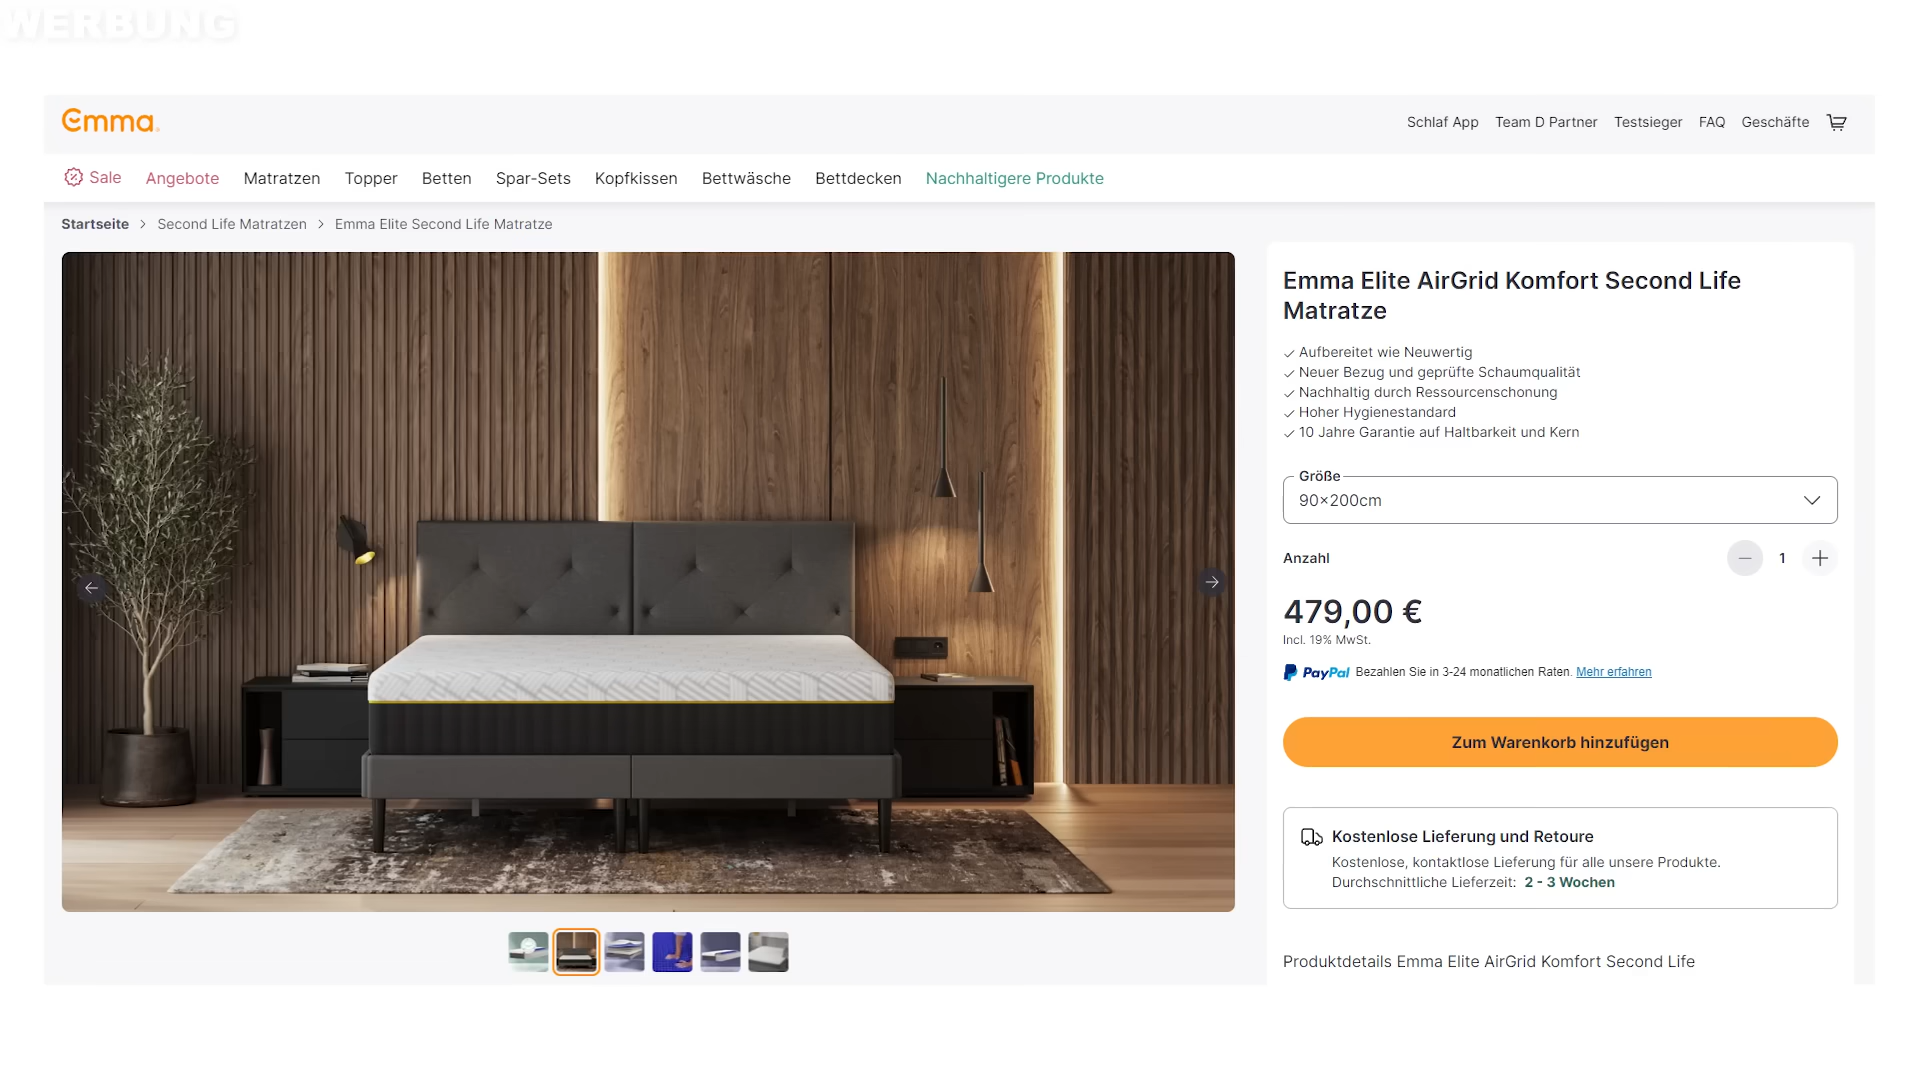 WERBUNG
Emma
Schlaf App Team D Partner Testsieger FAQ Geschäfte
Sale Angebote Matratzen Topper Betten Spar-Sets Kopfkissen Bettwäsche Bettdecken Nachhaltigere Produkte
Startseite > Second Life Matratzen > Emma Elite Second Life Matratze
Emma Elite AirGrid Komfort Second Life
Matratze
Aufbereitet wie Neuwertig
Neuer Bezug und geprüfte Schaumqualität
Nachhaltig durch Ressourcenschonung
Hoher Hygienestandard
10 Jahre Garantie auf Haltbarkeit und Kern
Größe
90x200cm
Anzahl
1
479,00 €
Incl. 19% MwSt.
PayPal Bezahlen Sie in 3-24 monatlichen Raten. Mehr erfahren
Zum Warenkorb hinzufügen
Kostenlose Lieferung und Retoure
Kostenlose, kontaktlose Lieferung für alle unsere Produkte.
Durchschnittliche Lieferzeit: 2 - 3 Wochen
Produktdetails Emma Elite AirGrid Komfort Second Life